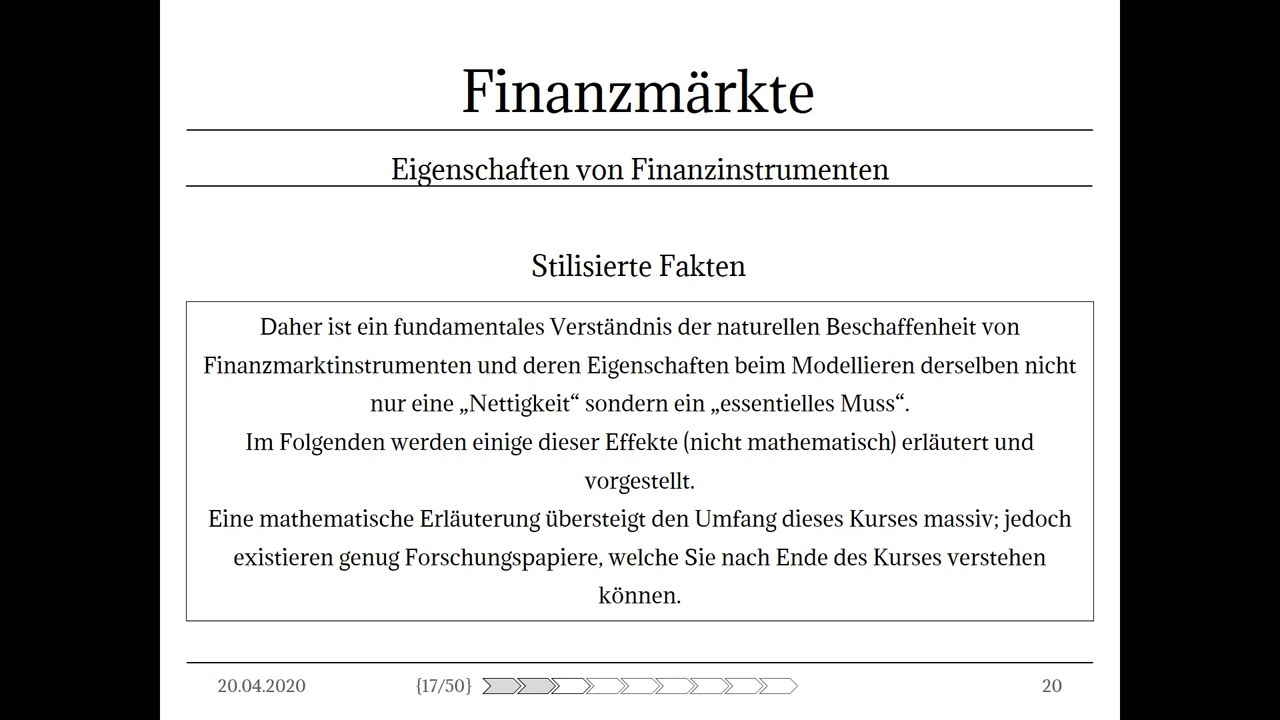 Finanzmärkte
Eigenschaften von Finanzinstrumenten
Stilisierte Fakten
Daher ist ein fundamentales Verständnis der naturellen Beschaffenheit von
Finanzmarktinstrumenten und deren Eigenschaften beim Modellieren derselben nicht
nur eine „Nettigkeit“ sondern ein „essentielles Muss“.
Im Folgenden werden einige dieser Effekte (nicht mathematisch) erläutert und
vorgestellt.
Eine mathematische Erläuterung übersteigt den Umfang dieses Kurses massiv; jedoch
existieren genug Forschungspapiere, welche Sie nach Ende des Kurses verstehen
können.
20.04.2020 {17/50} 20